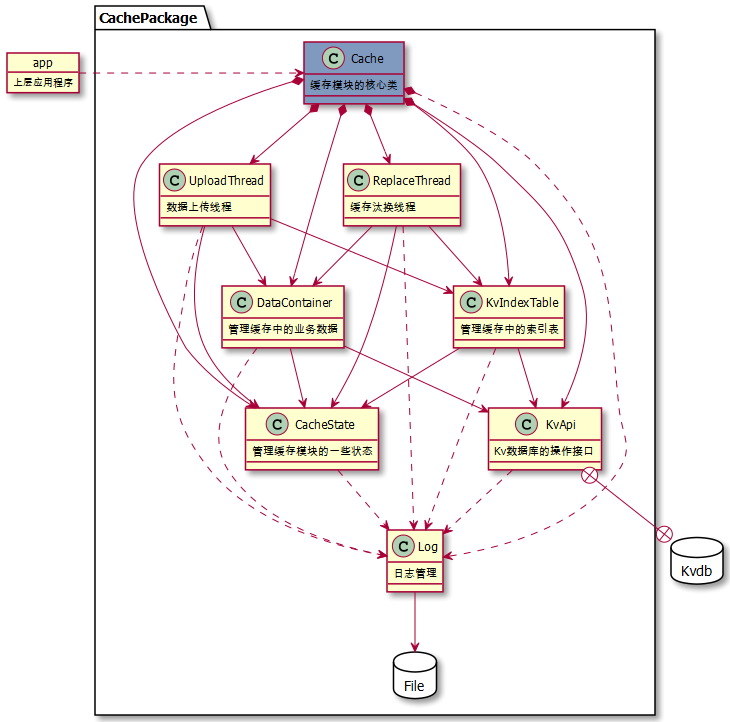 CachePackage
app
上层应用程序
C Cache
缓存模块的核心类
C UploadThread
数据上传线程
C ReplaceThread
缓存汰换线程
C DataContainer
管理缓存中的业务数据
C KvIndexTable
管理缓存中的索引表
C CacheState
管理缓存模块的一些状态
C KvApi
Kv数据库的操作接口
C Log
日志管理
Kvdb
File